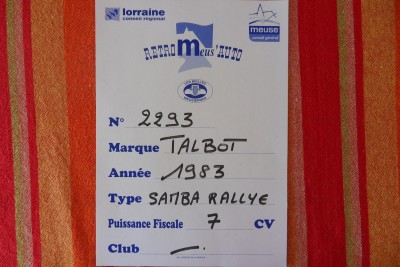 lorraine
conseil régional
meuse
conseil général
RETRO Meus'AUTO
N° 2293
Marque TALBOT
Année 1983
Type SAMBA RALLYE
Puissance Fiscale 7 CV
Club —.